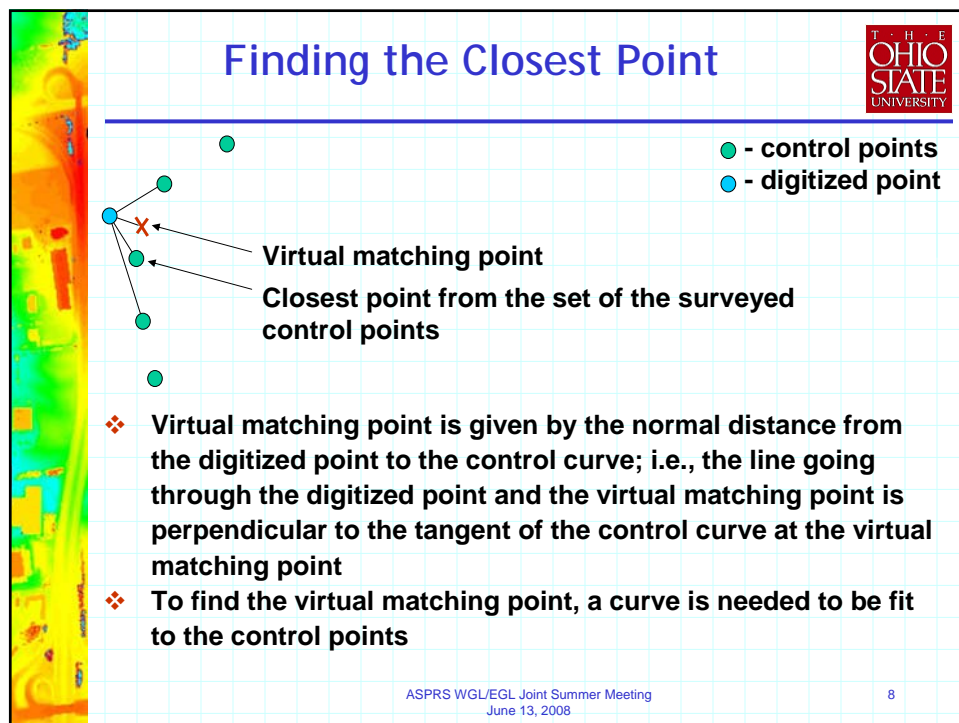 Finding the Closest Point
T · H · E
OHIO
STATE
UNIVERSITY
- control points
- digitized point
X
Virtual matching point
Closest point from the set of the surveyed
control points
❖ Virtual matching point is given by the normal distance from
the digitized point to the control curve; i.e., the line going
through the digitized point and the virtual matching point is
perpendicular to the tangent of the control curve at the virtual
matching point
❖ To find the virtual matching point, a curve is needed to be fit
to the control points
ASPRS WGL/EGL Joint Summer Meeting
June 13, 2008
8